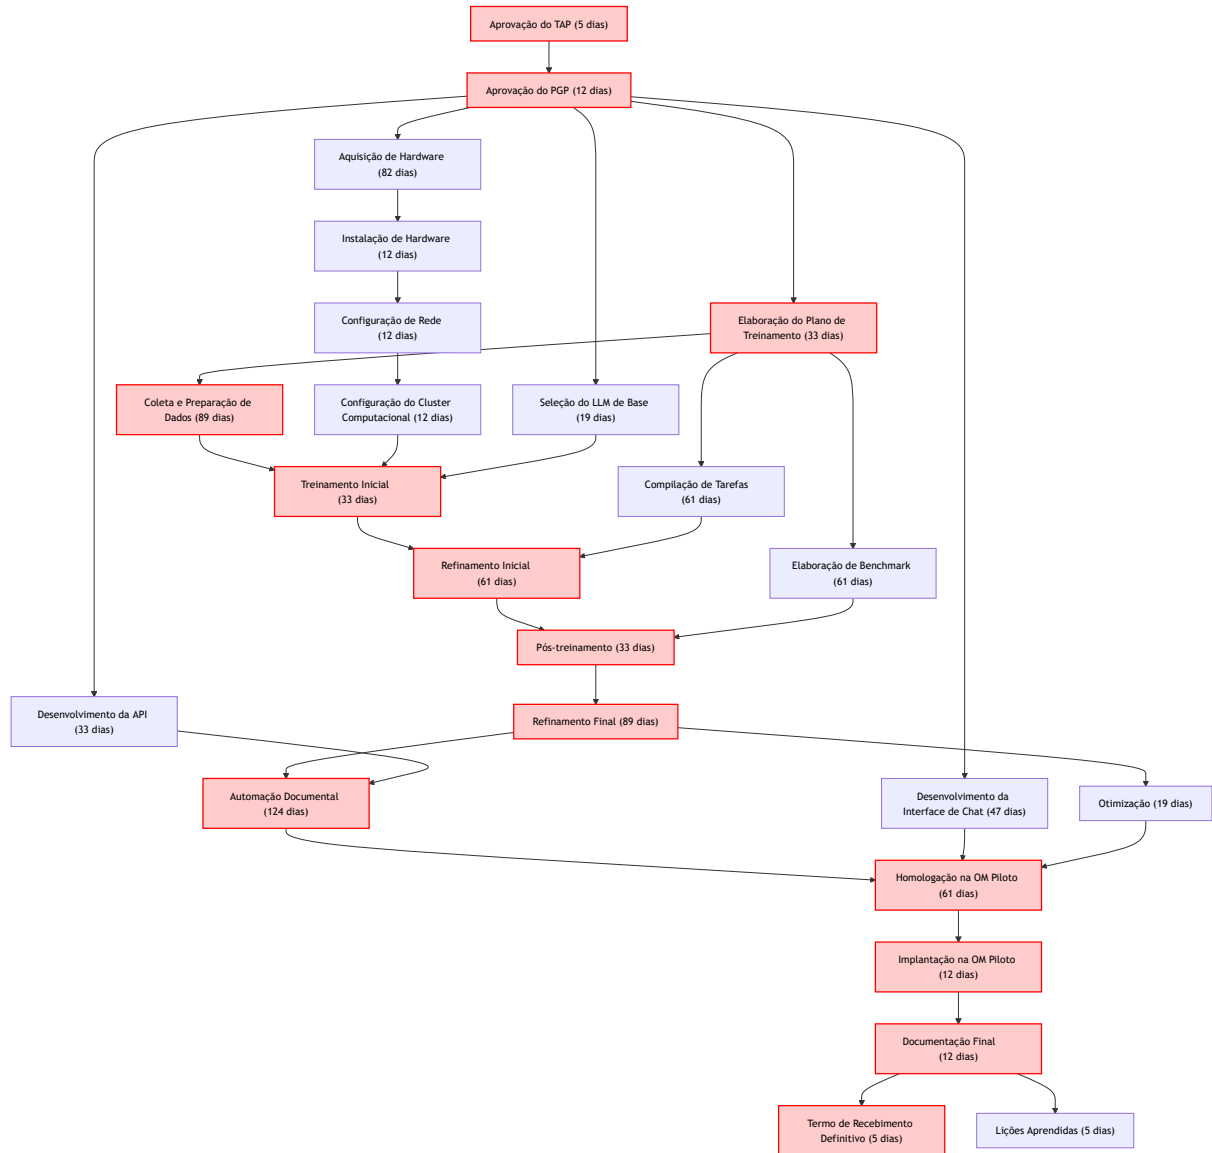 Aprovação do TAP (5 dias)
Aprovação do PGP (12 dias)
Aquisição de Hardware
(82 dias)
Instalação de Hardware
(12 dias)
Configuração de Rede
(12 dias)
Elaboração do Plano de
Treinamento (33 dias)
Coleta e Preparação de
Dados (89 dias)
Configuração do Cluster
Computacional (12 dias)
Seleção do LLM de Base
(19 dias)
Treinamento Inicial
(33 dias)
Compilação de Tarefas
(61 dias)
Refinamento Inicial
(61 dias)
Elaboração de Benchmark
(61 dias)
Pós-treinamento (33 dias)
Desenvolvimento da API
(33 dias)
Refinamento Final (89 dias)
Automação Documental
(124 dias)
Desenvolvimento da
Interface de Chat (47 dias)
Otimização (19 dias)
Homologação na OM Piloto
(61 dias)
Implantação na OM Piloto
(12 dias)
Documentação Final
(12 dias)
Termo de Recebimento
Definitivo (5 dias)
Lições Aprendidas (5 dias)